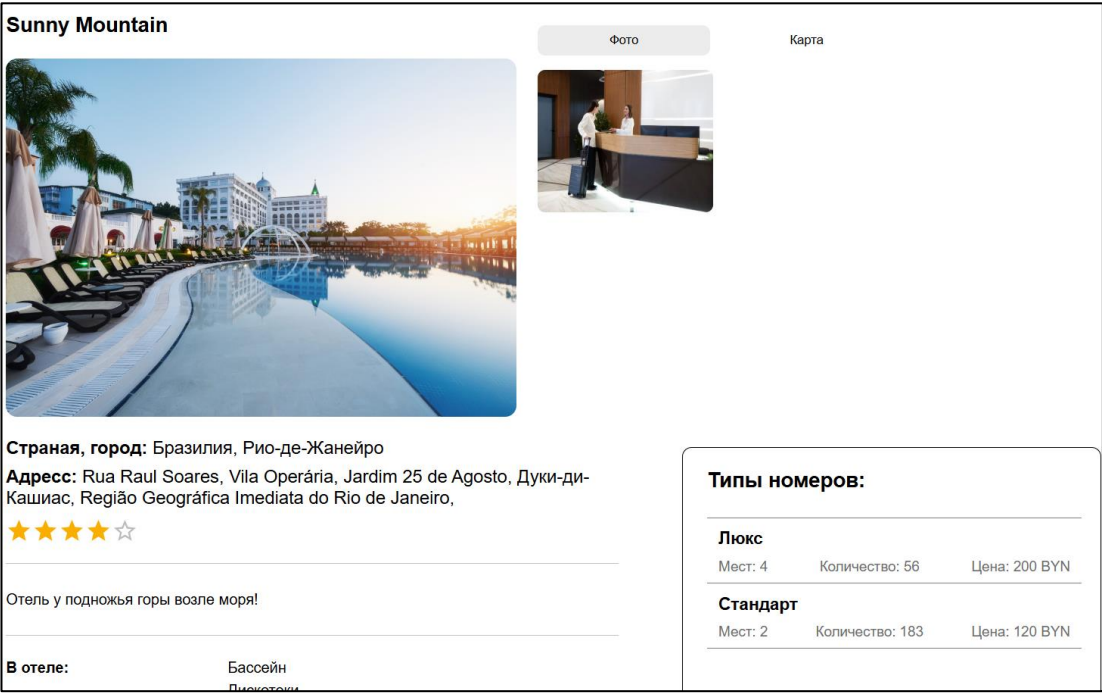 Sunny Mountain
Фото
Карта
Страная, город: Бразилия, Рио-де-Жанейро
Адресс: Rua Raul Soares, Vila Operária, Jardim 25 de Agosto, Дуки-ди-
Кашиас, Região Geográfica Imediata do Rio de Janeiro,
Отель у подножья горы возле моря!
В отеле:
Бассейн
Дискотеки
Типы номеров:
Люкс
Мест: 4 Количество: 56 Цена: 200 BYN
Стандарт
Мест: 2 Количество: 183 Цена: 120 BYN